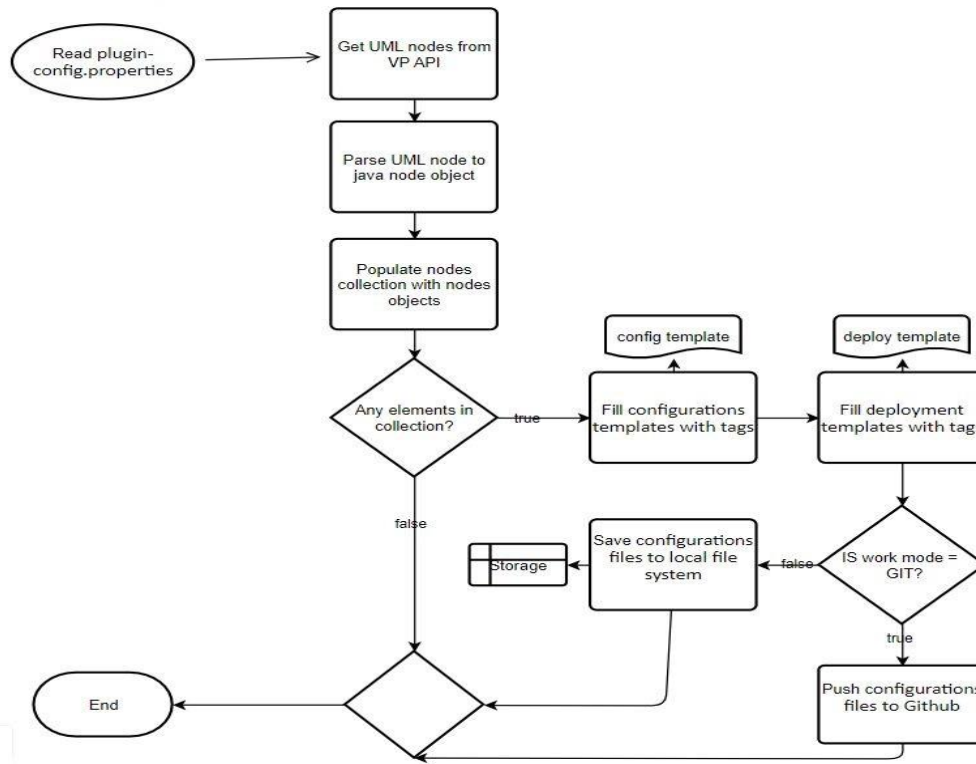 Read plugin-
config.properties
Get UML nodes from
VP API
Parse UML node to
java node object
Populate nodes
collection with nodes
objects
Any elements in
collection?
true
config template
Fill configurations
templates with tags
deploy template
Fill deployment
templates with tags
false
Save configurations
files to local file
system
Storage
false
IS work mode =
GIT?
true
Push configurations
files to Github
End